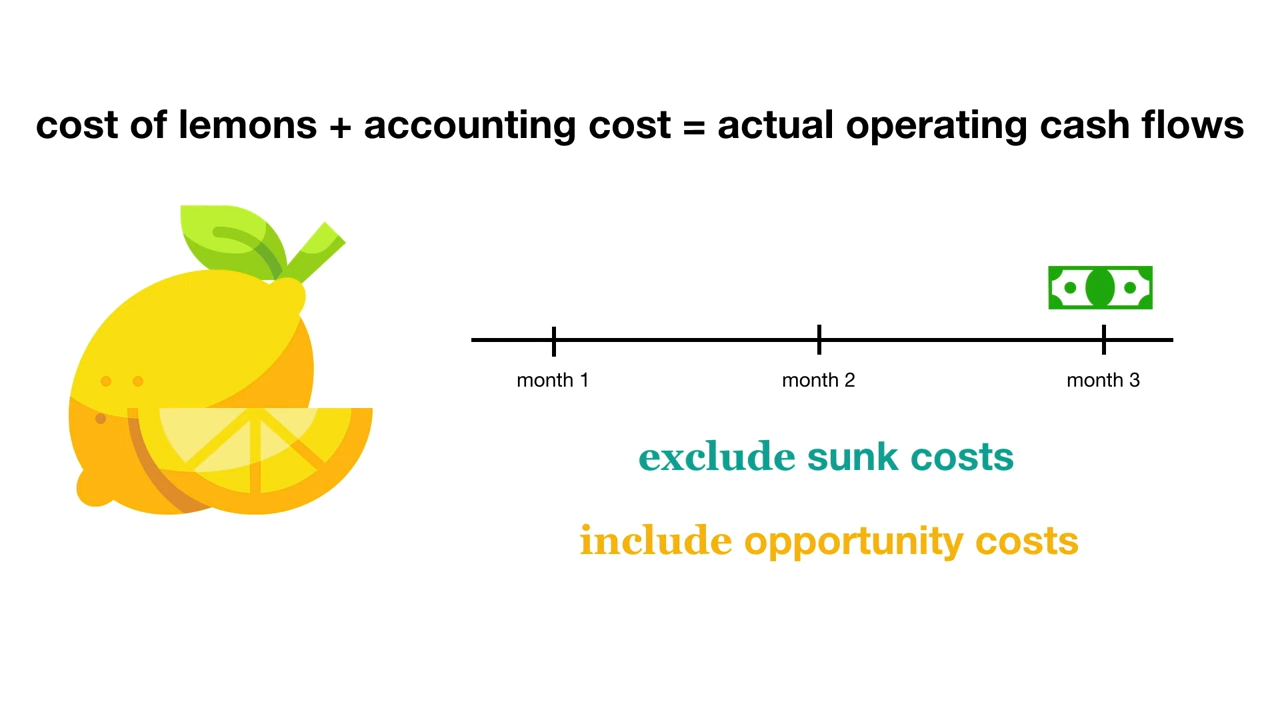 cost of lemons + accounting cost = actual operating cash flows
month 1
month 2
month 3
exclude sunk costs
include opportunity costs